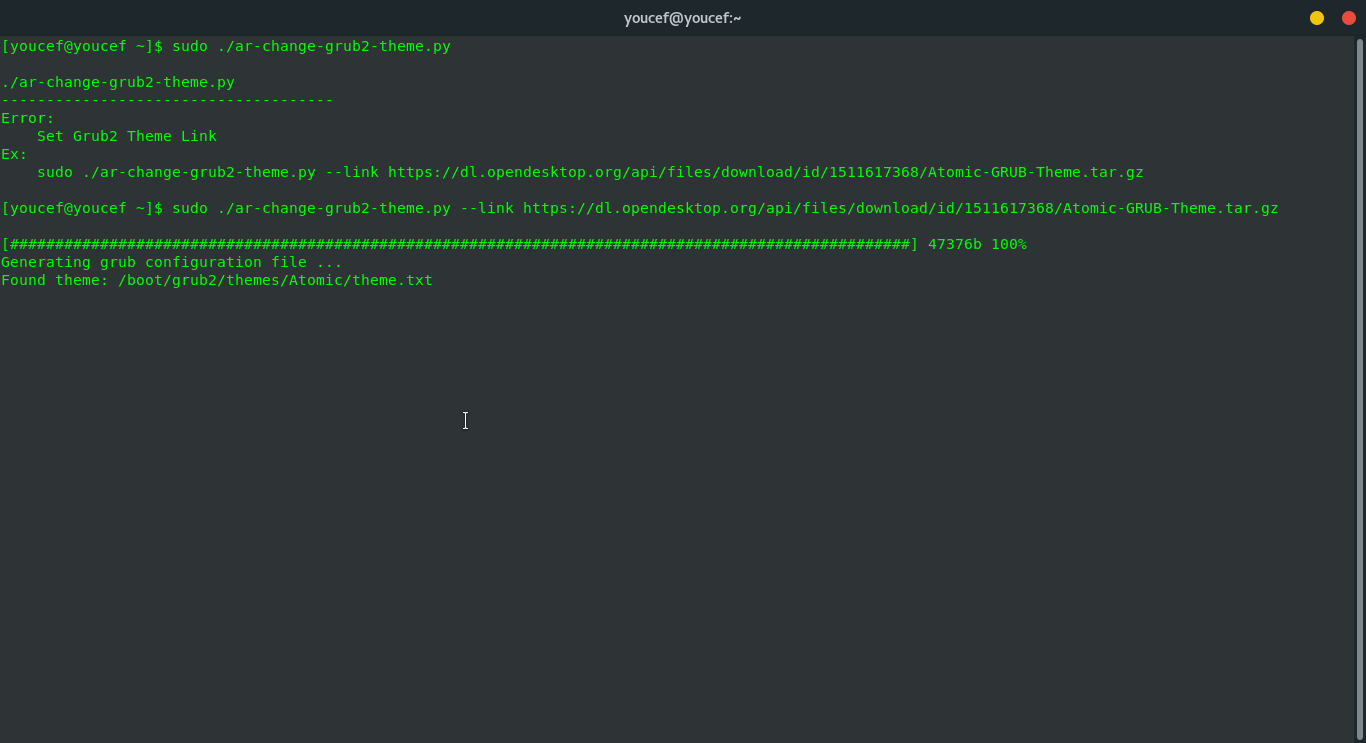 youcef@youcef:~
[youcef@youcef ~]$ sudo ./ar-change-grub2-theme.py
./ar-change-grub2-theme.py
-------------------------------------
Error:
    Set Grub2 Theme Link
Ex:
    sudo ./ar-change-grub2-theme.py --link https://dl.opendesktop.org/api/files/download/id/1511617368/Atomic-GRUB-Theme.tar.gz
[youcef@youcef ~]$ sudo ./ar-change-grub2-theme.py --link https://dl.opendesktop.org/api/files/download/id/1511617368/Atomic-GRUB-Theme.tar.gz
[####################################################################################################] 47376b 100%
Generating grub configuration file ...
Found theme: /boot/grub2/themes/Atomic/theme.txt